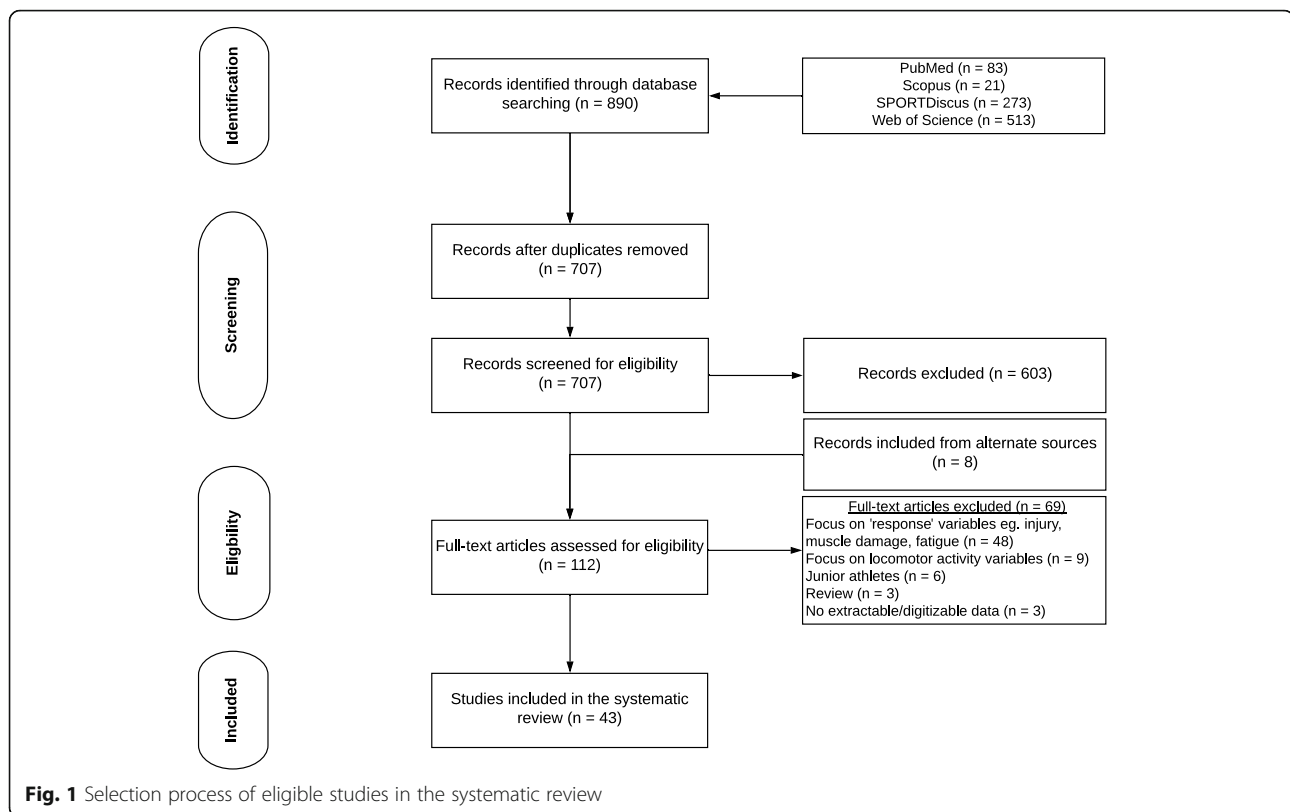 Identification
Records identified through database
searching (n = 890)
PubMed (n = 83)
Scopus (n = 21)
SPORTDiscus (n = 273)
Web of Science (n = 513)
Screening
Records after duplicates removed
(n = 707)
Records screened for eligibility
(n = 707)
Records excluded (n = 603)
Records included from alternate sources
(n = 8)
Eligbility
Full-text articles assessed for eligibility
(n = 112)
Full-text articles excluded (n = 69)
Focus on 'response' variables eg. injury,
muscle damage, fatigue (n = 48)
Focus on locomotor activity variables (n = 9)
Junior athletes (n = 6)
Review (n = 3)
No extractable/digitizable data (n = 3)
Included
Studies included in the systematic
review (n = 43)
Fig. 1 Selection process of eligible studies in the systematic review